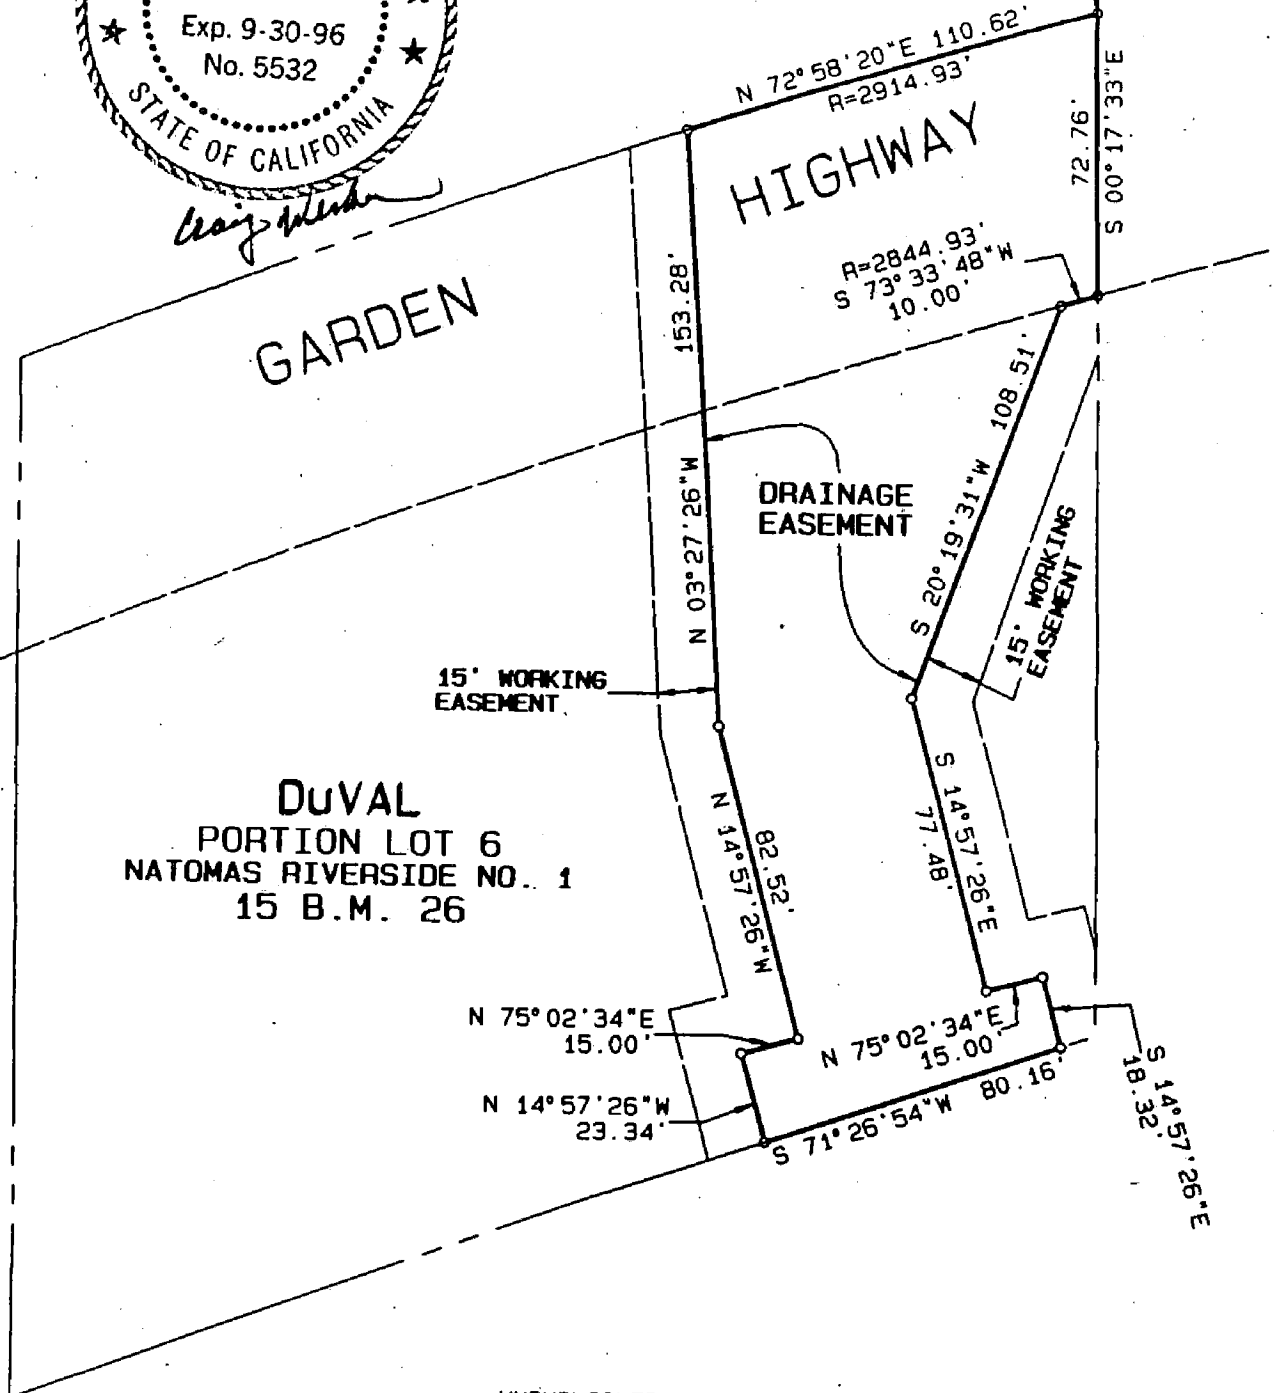 Exp. 9-30-96
No. 5532
STATE OF CALIFORNIA
N 72°58'20"E 110.62'
R=2914.93'
72.76'
S 00°17'33"E
HIGHWAY
GARDEN
R=2844.93'
S 73°33'48"W
10.00'
153.28'
N 03°27'26"W
108.51'
S 20°19'31"W
DRAINAGE
EASEMENT
15' WORKING
EASEMENT
15' WORKING
EASEMENT
DuVAL
PORTION LOT 6
NATOMAS RIVERSIDE NO. 1
15 B.M. 26
82.52'
N 14°57'26"W
S 14°57'26"E
77.48'
N 75°02'34"E
15.00'
N 75°02'34"E
15.00'
N 14°57'26"W
23.34'
S 71°26'54"W 80.16'
S 14°57'26"E
18.32'